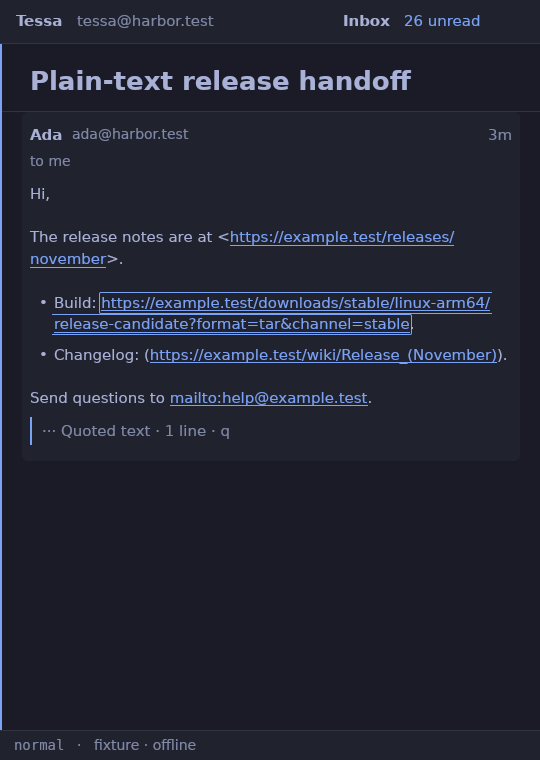 Tessa tessa@harbor.test Inbox 26 unread
Plain-text release handoff
Ada ada@harbor.test 3m
to me
Hi,
The release notes are at <https://example.test/releases/
november>.
• Build: https://example.test/downloads/stable/linux-arm64/
release-candidate?format=tar&channel=stable.
• Changelog: (https://example.test/wiki/Release_(November)).
Send questions to mailto:help@example.test.
··· Quoted text · 1 line · q
normal · fixture · offline